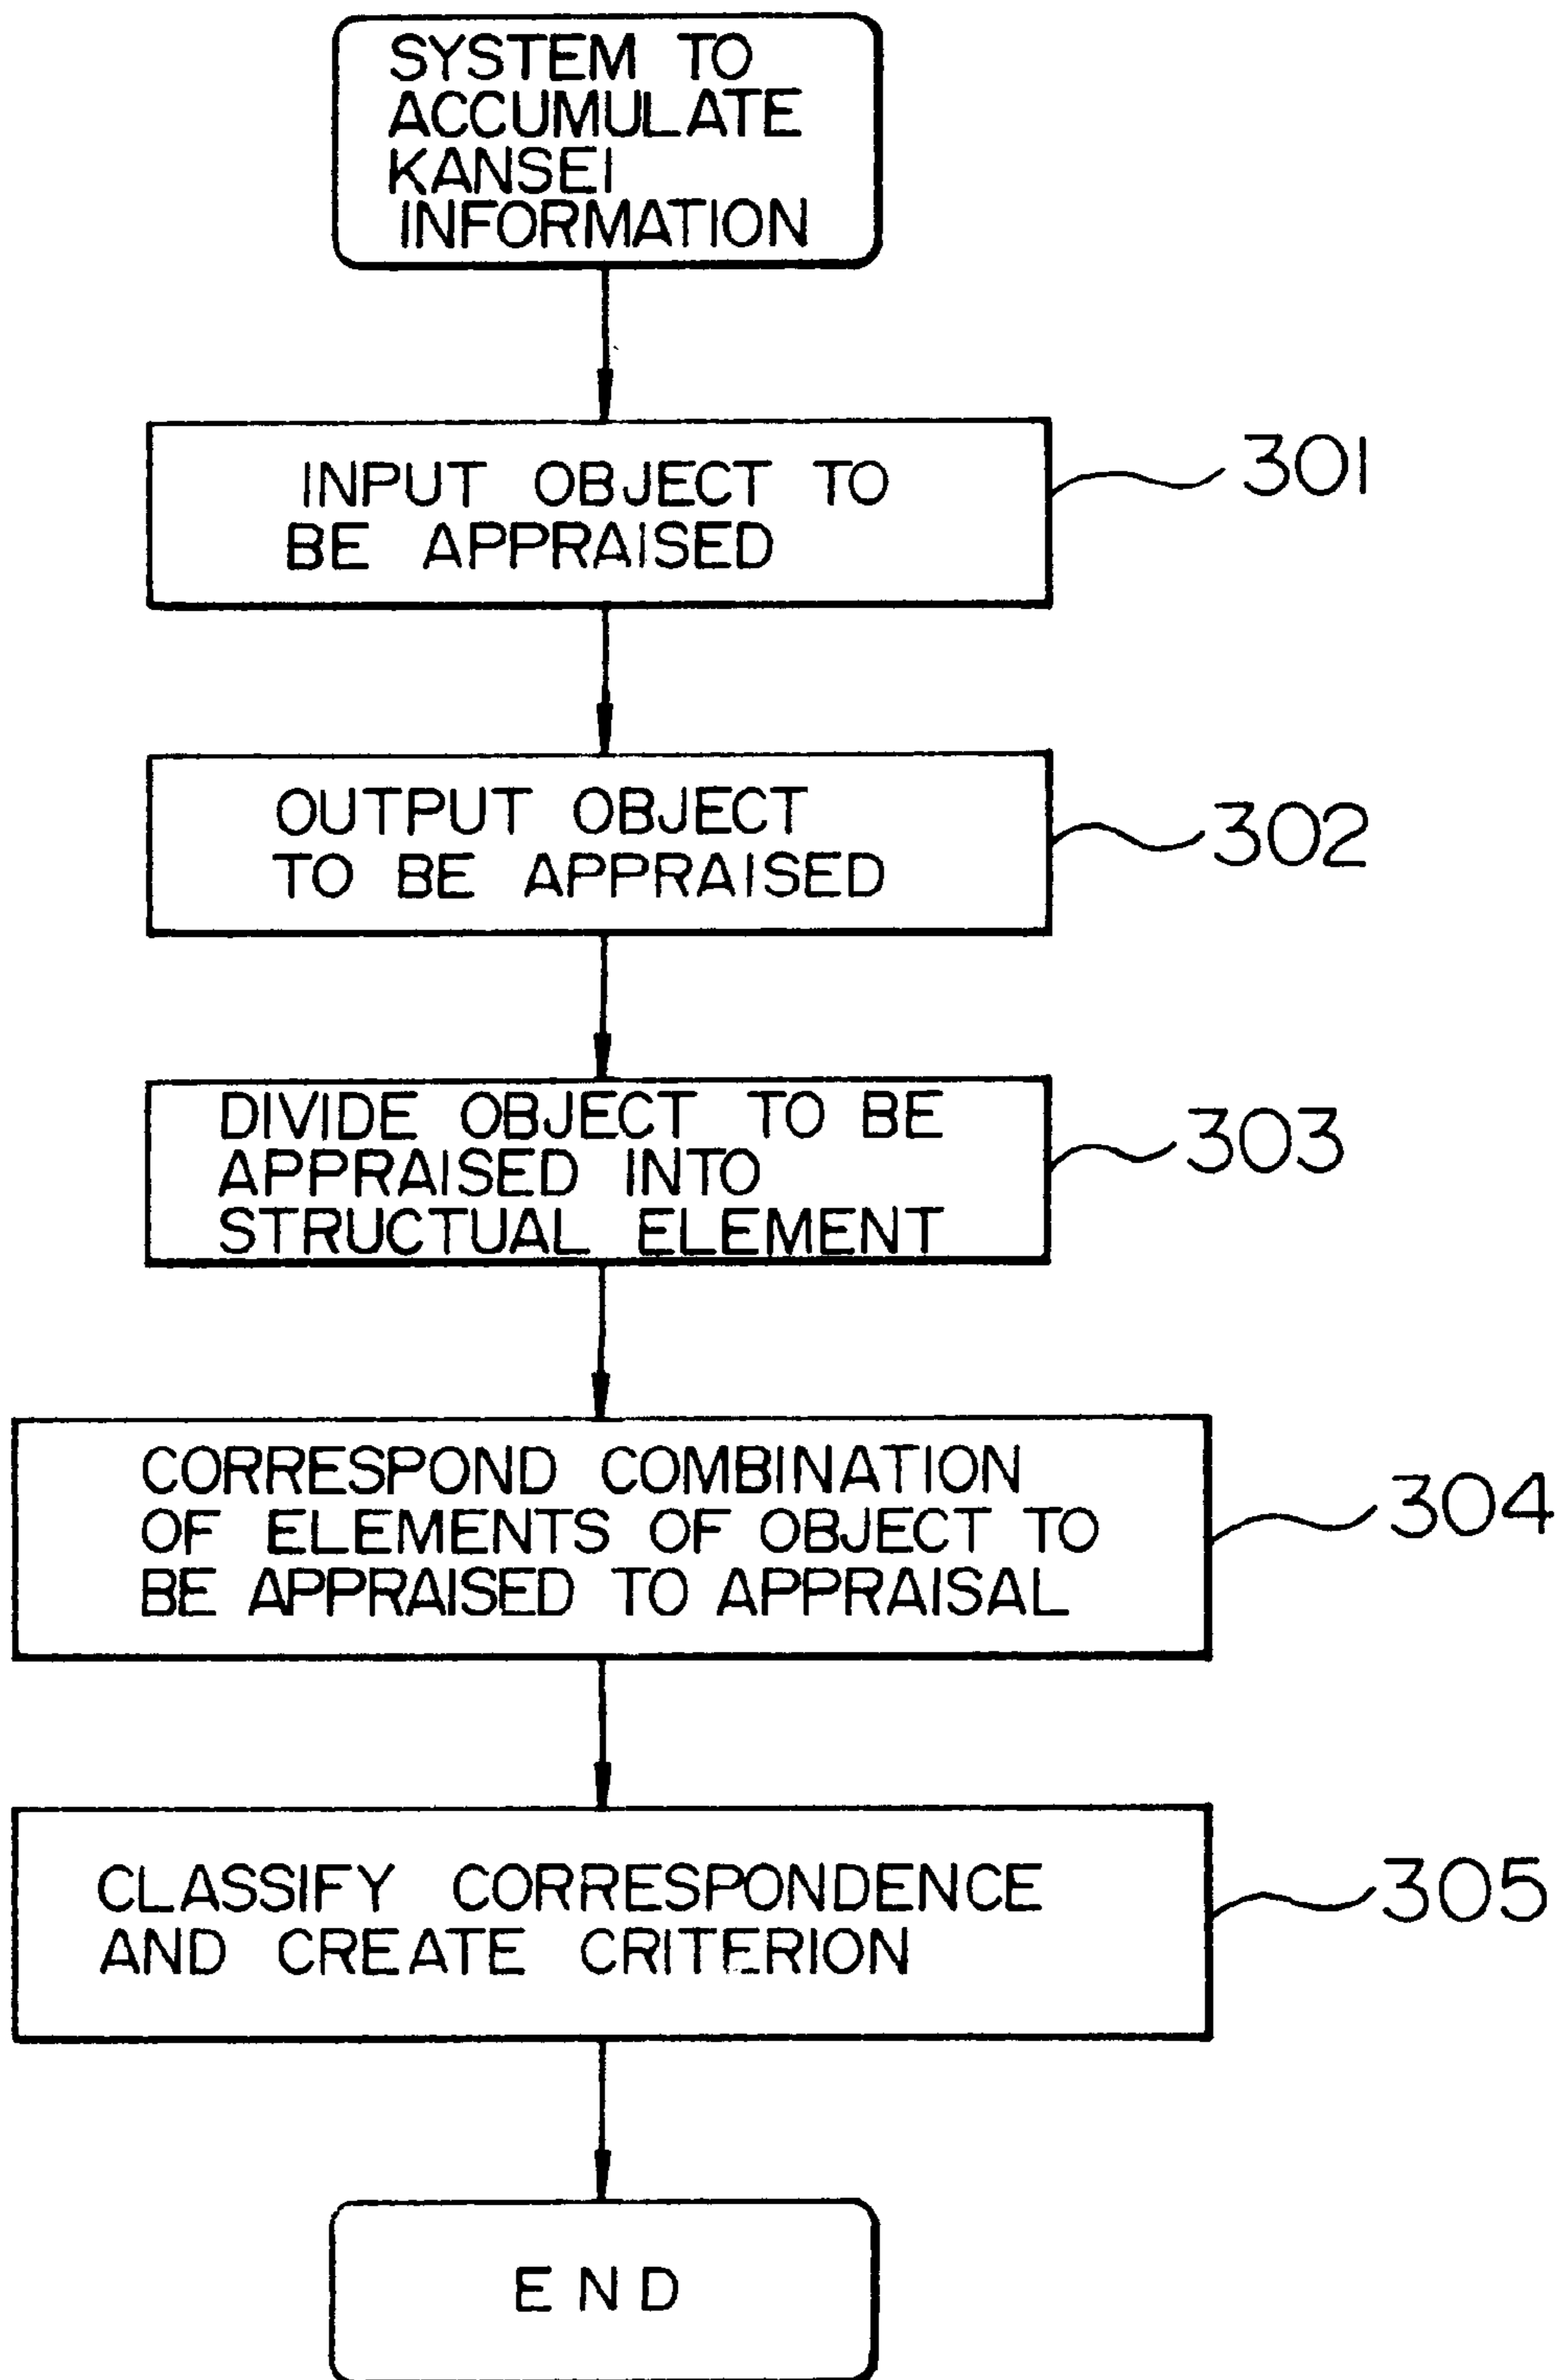 SYSTEM TO
ACCUMULATE
KANSEI
INFORMATION
INPUT OBJECT TO
BE APPRAISED
301
OUTPUT OBJECT
TO BE APPRAISED
302
DIVIDE OBJECT TO BE
APPRAISED INTO
STRUCTUAL ELEMENT
303
CORRESPOND COMBINATION
OF ELEMENTS OF OBJECT TO
BE APPRAISED TO APPRAISAL
304
CLASSIFY CORRESPONDENCE
AND CREATE CRITERION
305
END